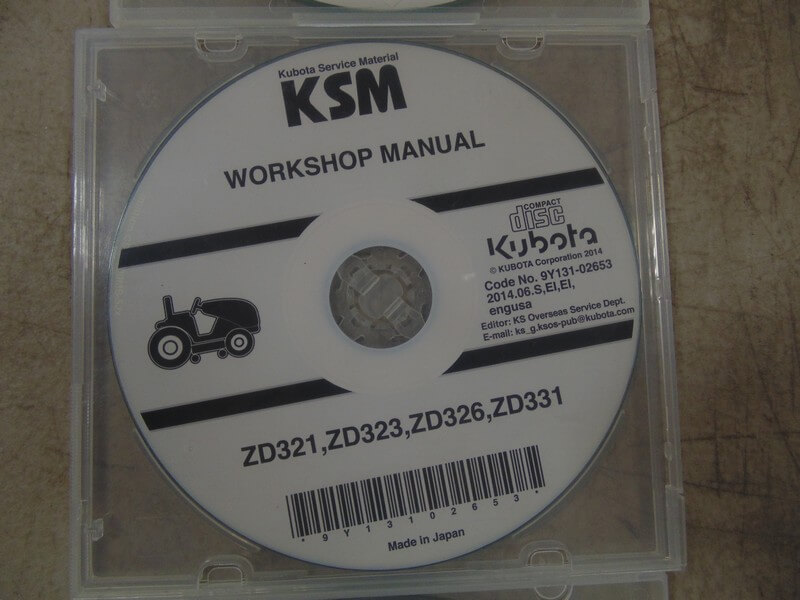 Kubota Service Material
KSM
WORKSHOP MANUAL
COMPACT
disc
Kubota
© KUBOTA Corporation 2014
Code No. 9Y131-02653
2014.06.S,EI,EI,
engusa
Editor: KS Overseas Service Dept.
E-mail: ks_g.ksos-pub@kubota.com
ZD321,ZD323,ZD326,ZD331
*9Y13102653*
Made in Japan